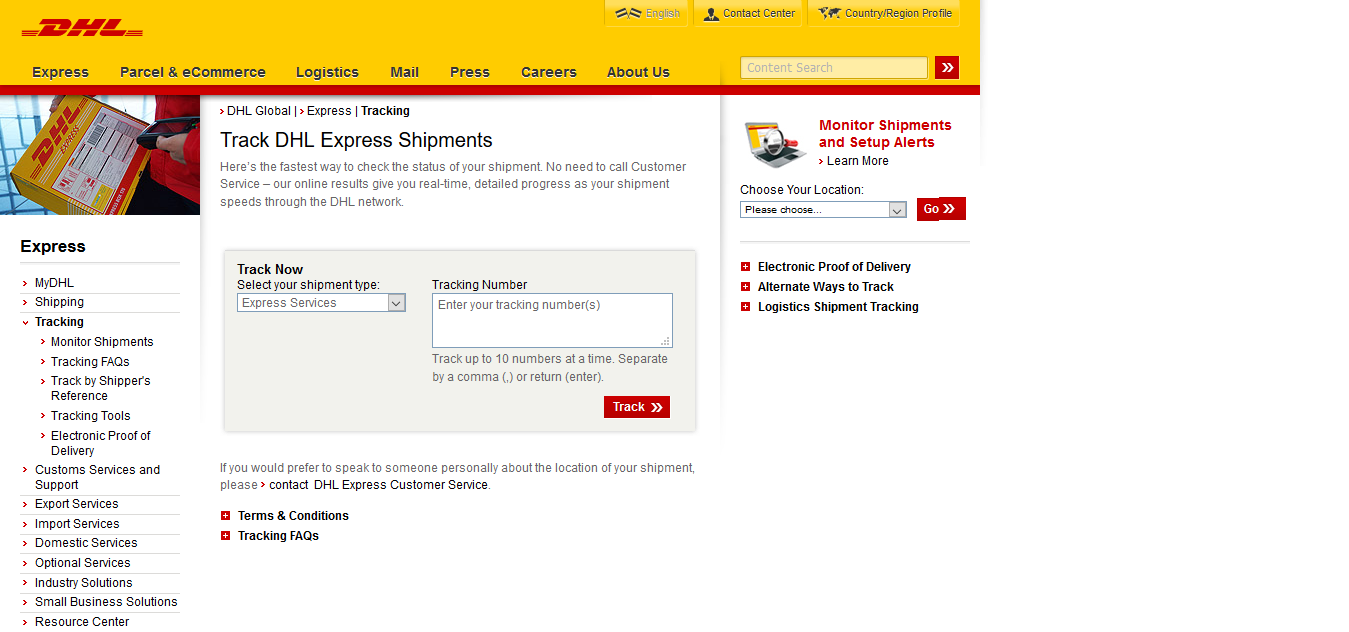 DHL
English
Contact Center
Country/Region Profile
Express
Parcel & eCommerce
Logistics
Mail
Press
Careers
About Us
Content Search
DHL
EXPRESS
DHL Global | Express | Tracking
Track DHL Express Shipments
Here's the fastest way to check the status of your shipment. No need to call Customer
Service – our online results give you real-time, detailed progress as your shipment
speeds through the DHL network.
Track Now
Select your shipment type:
Express Services
Tracking Number
Enter your tracking number(s)
Track up to 10 numbers at a time. Separate
by a comma (,) or return (enter).
Track
If you would prefer to speak to someone personally about the location of your shipment,
please contact DHL Express Customer Service.
Terms & Conditions
Tracking FAQs
Express
MyDHL
Shipping
Tracking
Monitor Shipments
Tracking FAQs
Track by Shipper's
Reference
Tracking Tools
Electronic Proof of
Delivery
Customs Services and
Support
Export Services
Import Services
Domestic Services
Optional Services
Industry Solutions
Small Business Solutions
Resource Center
Monitor Shipments
and Setup Alerts
Learn More
Choose Your Location:
Please choose...
Go
Electronic Proof of Delivery
Alternate Ways to Track
Logistics Shipment Tracking